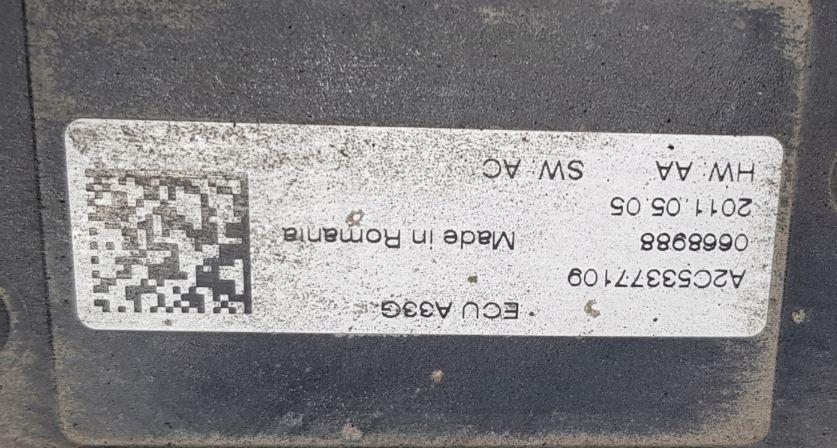 ECU A33G
A2C53377109
0668988 Made in Romania
2011.05.05
HW: AA SW: AC